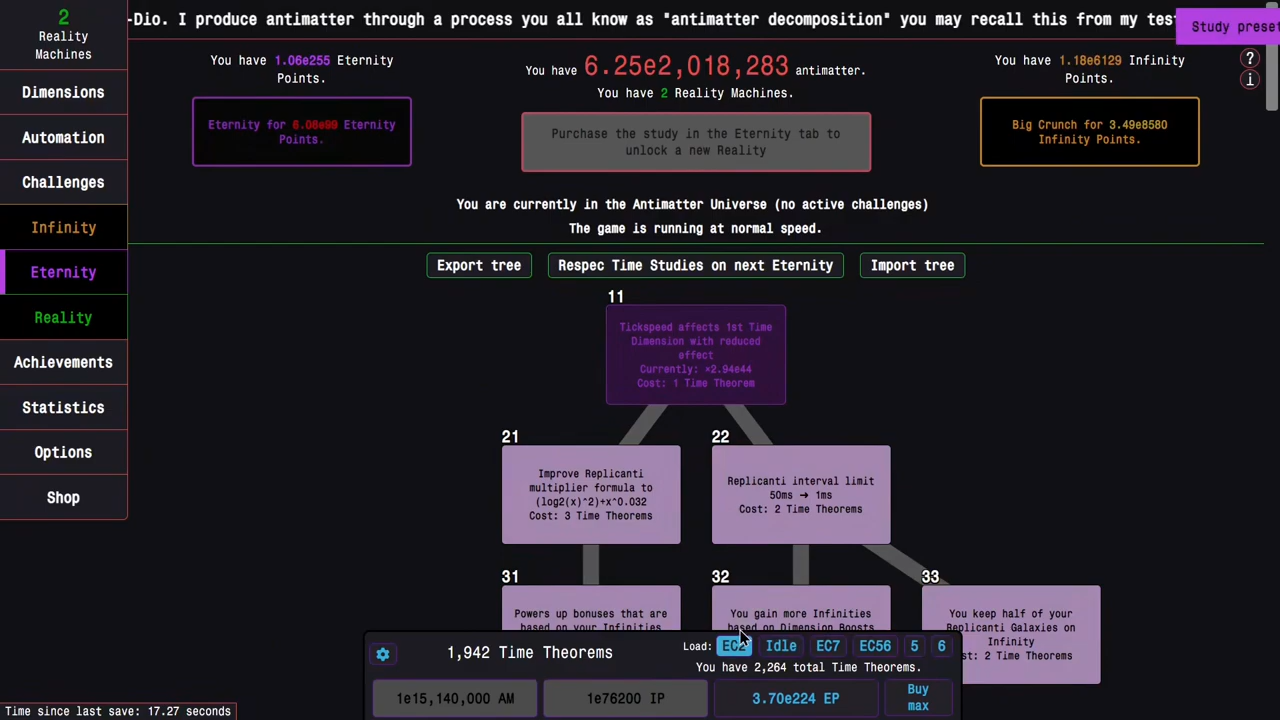 2
Reality
Machines
Dimensions
Automation
Challenges
Infinity
Eternity
Reality
Achievements
Statistics
Options
Shop
-Dio. I produce antimatter through a process you all know as "antimatter decomposition" you may recall this from my
Study preset
You have 1.06e255 Eternity
Points.
Eternity for 6.08e99 Eternity
Points.
You have 6.25e2,018,283 antimatter.
You have 2 Reality Machines.
Purchase the study in the Eternity tab to
unlock a new Reality
You have 1.18e6129 Infinity
Points.
Big Crunch for 3.49e8580
Infinity Points.
?
i
You are currently in the Antimatter Universe (no active challenges)
The game is running at normal speed.
Export tree
Respec Time Studies on next Eternity
Import tree
11
Tickspeed affects 1st Time
Dimension with reduced
effect
Currently: ×2.94e44
Cost: 1 Time Theorem
21
Improve Replicanti
multiplier formula to
(log2(x)^2)+x^0.032
Cost: 3 Time Theorems
22
Replicanti interval limit
50ms → 1ms
Cost: 2 Time Theorems
31
Powers up bonuses that are
based on your Infinities
32
You gain more Infinities
based on Dimension Boosts
33
You keep half of your
Replicanti Galaxies on
Infinity
Cost: 2 Time Theorems
1,942 Time Theorems
Load: EC2 Idle EC7 EC56 5 6
You have 2,264 total Time Theorems.
1e15,140,000 AM
1e76200 IP
3.70e224 EP
Buy
max
Time since last save: 17.27 seconds